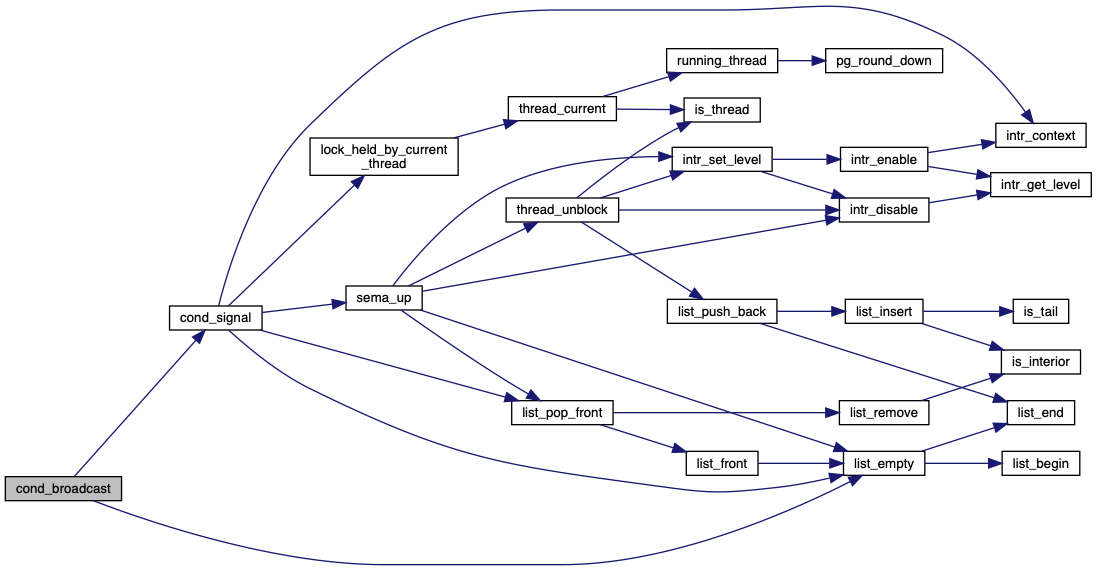 running_thread
pg_round_down
thread_current
is_thread
intr_context
lock_held_by_current
_thread
intr_set_level
intr_enable
intr_get_level
thread_unblock
intr_disable
sema_up
cond_signal
list_push_back
list_insert
is_tail
is_interior
list_pop_front
list_remove
list_end
list_front
list_empty
list_begin
cond_broadcast